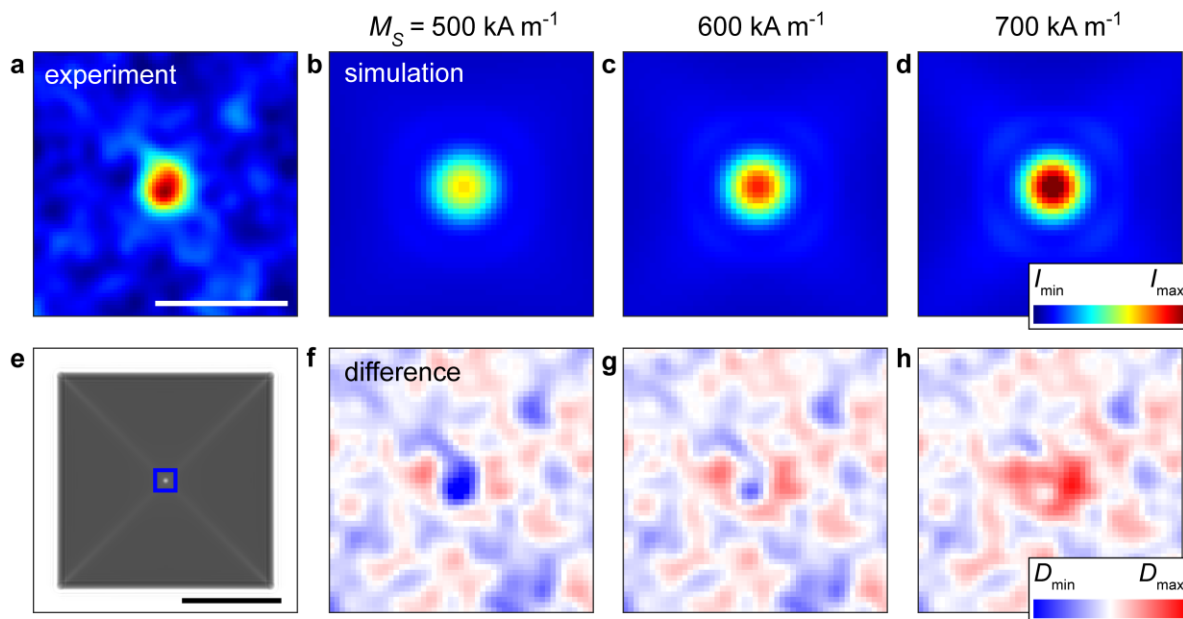 M_S = 500 kA m⁻¹ 600 kA m⁻¹ 700 kA m⁻¹
a experiment b simulation c d
I_min I_max
e f difference g h
D_min D_max